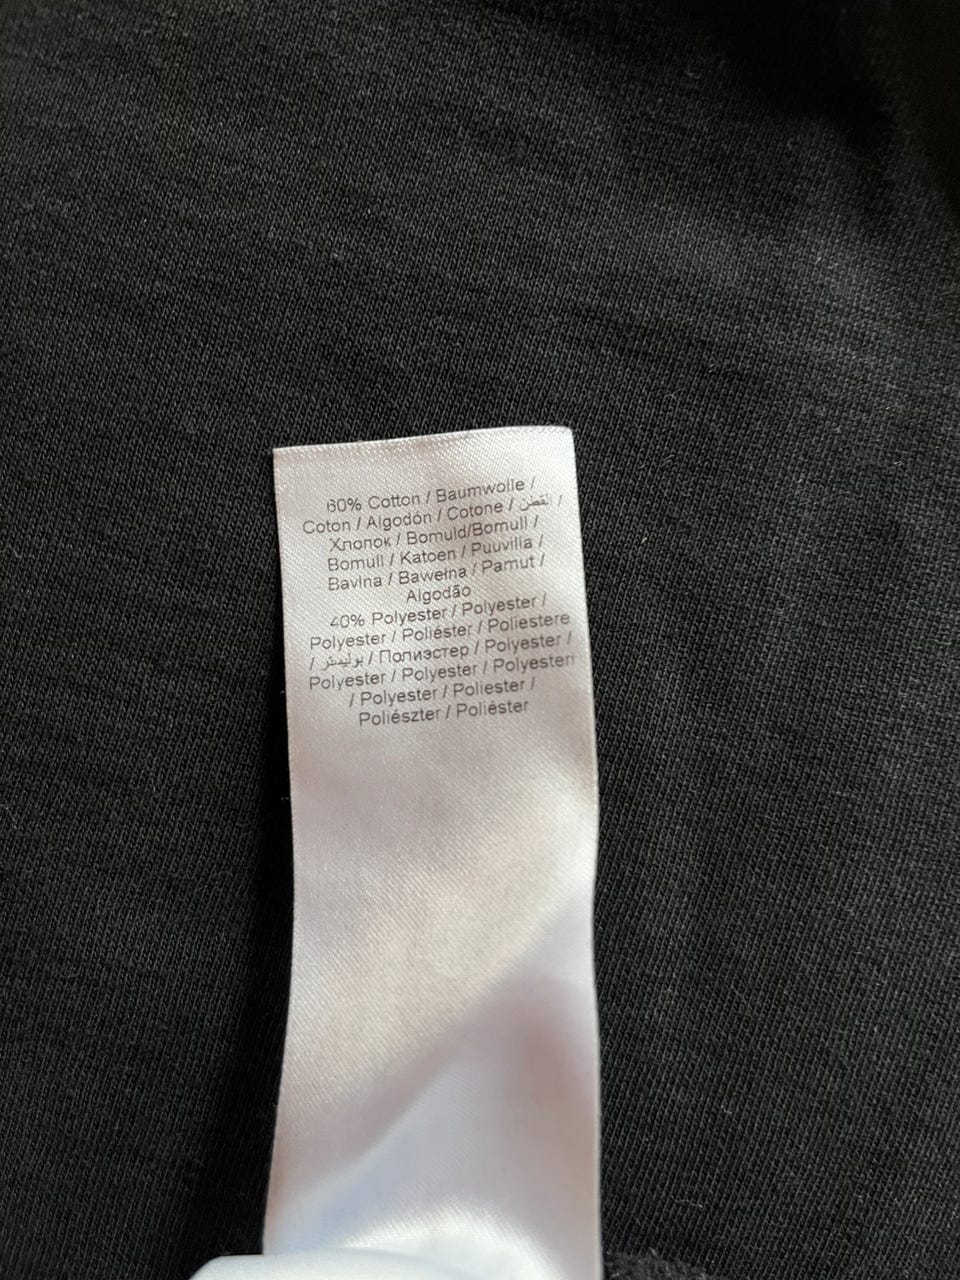 60% Cotton / Baumwolle /
Coton / Algodón / Cotone / القطن /
Хлопок / Bomuld/Bomull /
Bomull / Katoen / Puuvilla /
Bavlna / Bawełna / Pamut /
Algodão
40% Polyester / Polyester /
Polyester / Poliéster / Poliestere
/ بوليستر / Полиэстер / Polyester /
Polyester / Polyester / Polyesteri
/ Polyester / Poliester /
Poliészter / Poliéster